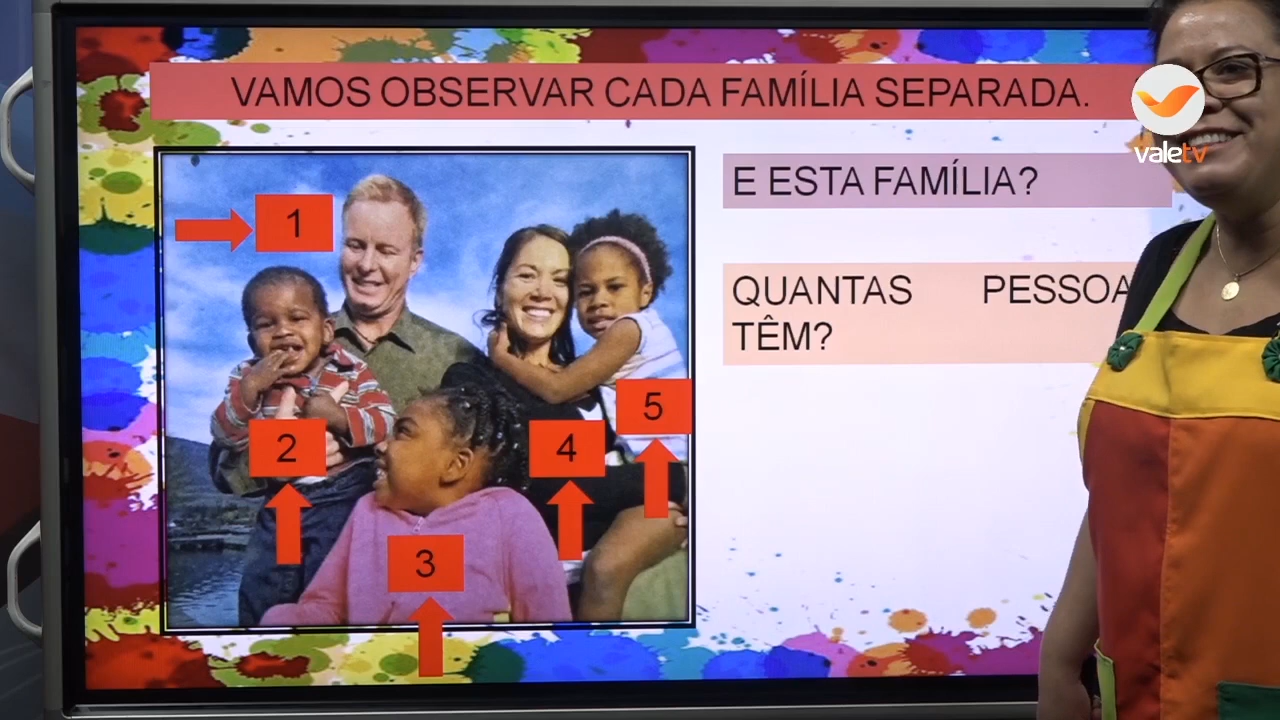 VAMOS OBSERVAR CADA FAMÍLIA SEPARADA.
valetv
E ESTA FAMÍLIA?
QUANTAS PESSOA
TÊM?
1
2
3
4
5